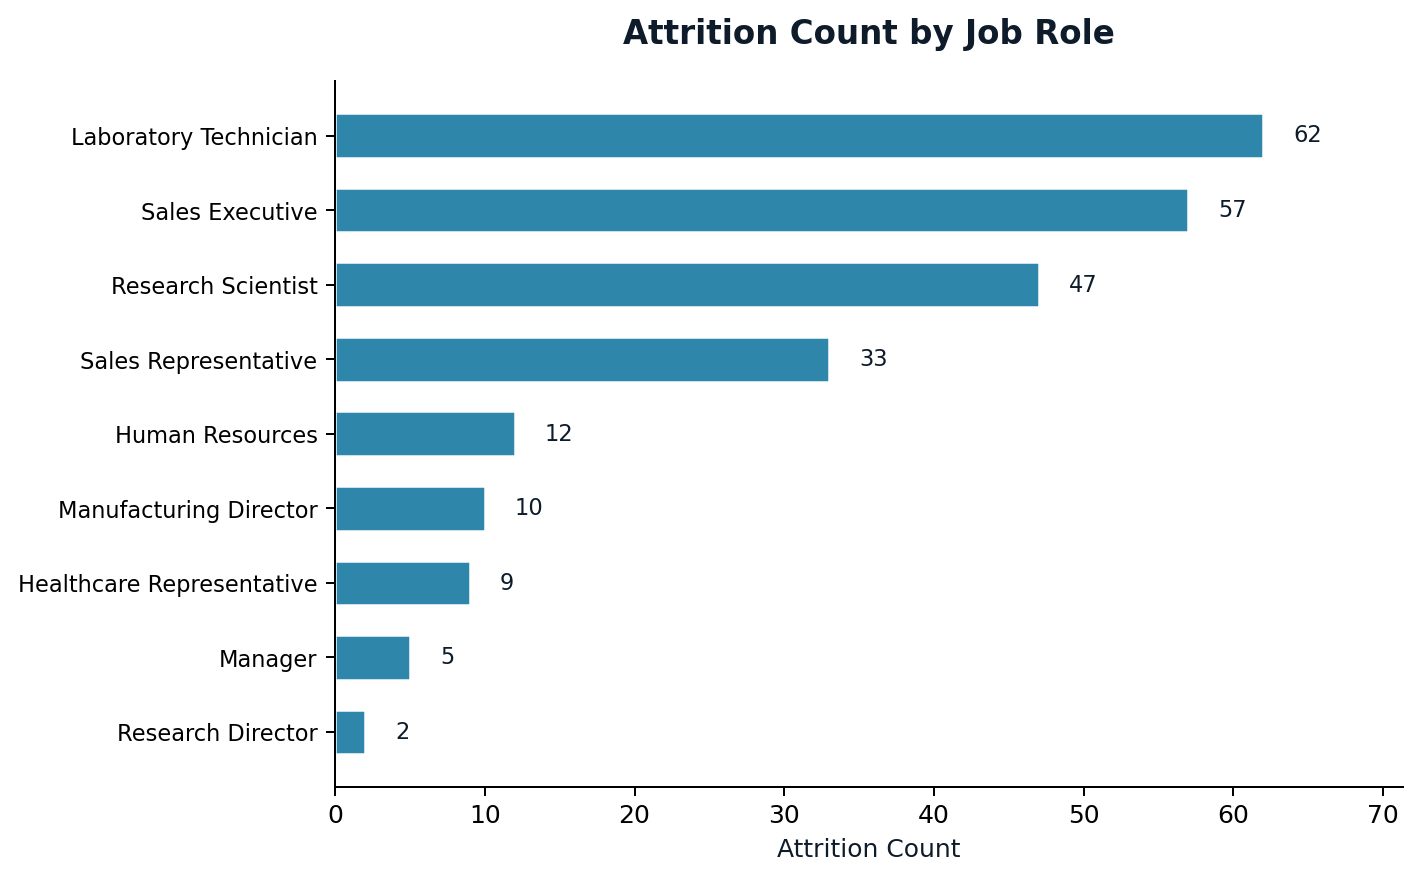 Attrition Count by Job Role
Laboratory Technician 62
Sales Executive 57
Research Scientist 47
Sales Representative 33
Human Resources 12
Manufacturing Director 10
Healthcare Representative 9
Manager 5
Research Director 2
0 10 20 30 40 50 60 70
Attrition Count